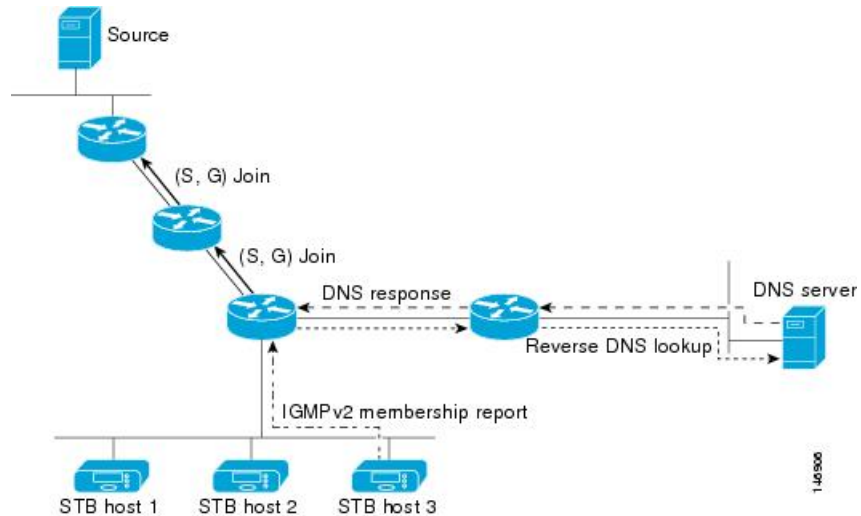 Source
(S, G) Join
(S, G) Join
DNS response
DNS server
Reverse DNS lookup
IGMPv2 membership report
STB host 1
STB host 2
STB host 3
146906